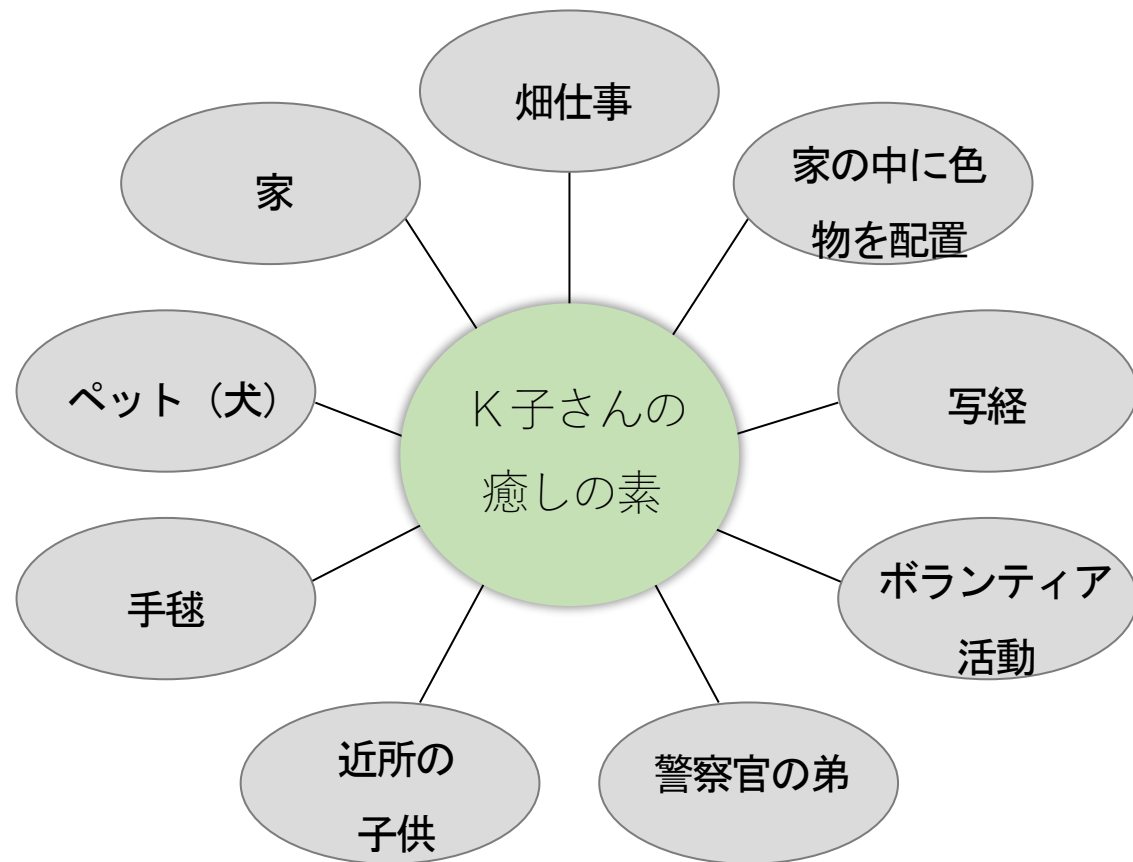 畑仕事
家
家の中に色
物を配置
ペット（犬）
Ｋ子さんの
癒しの素
写経
手毬
ボランティア
活動
近所の
子供
警察官の弟